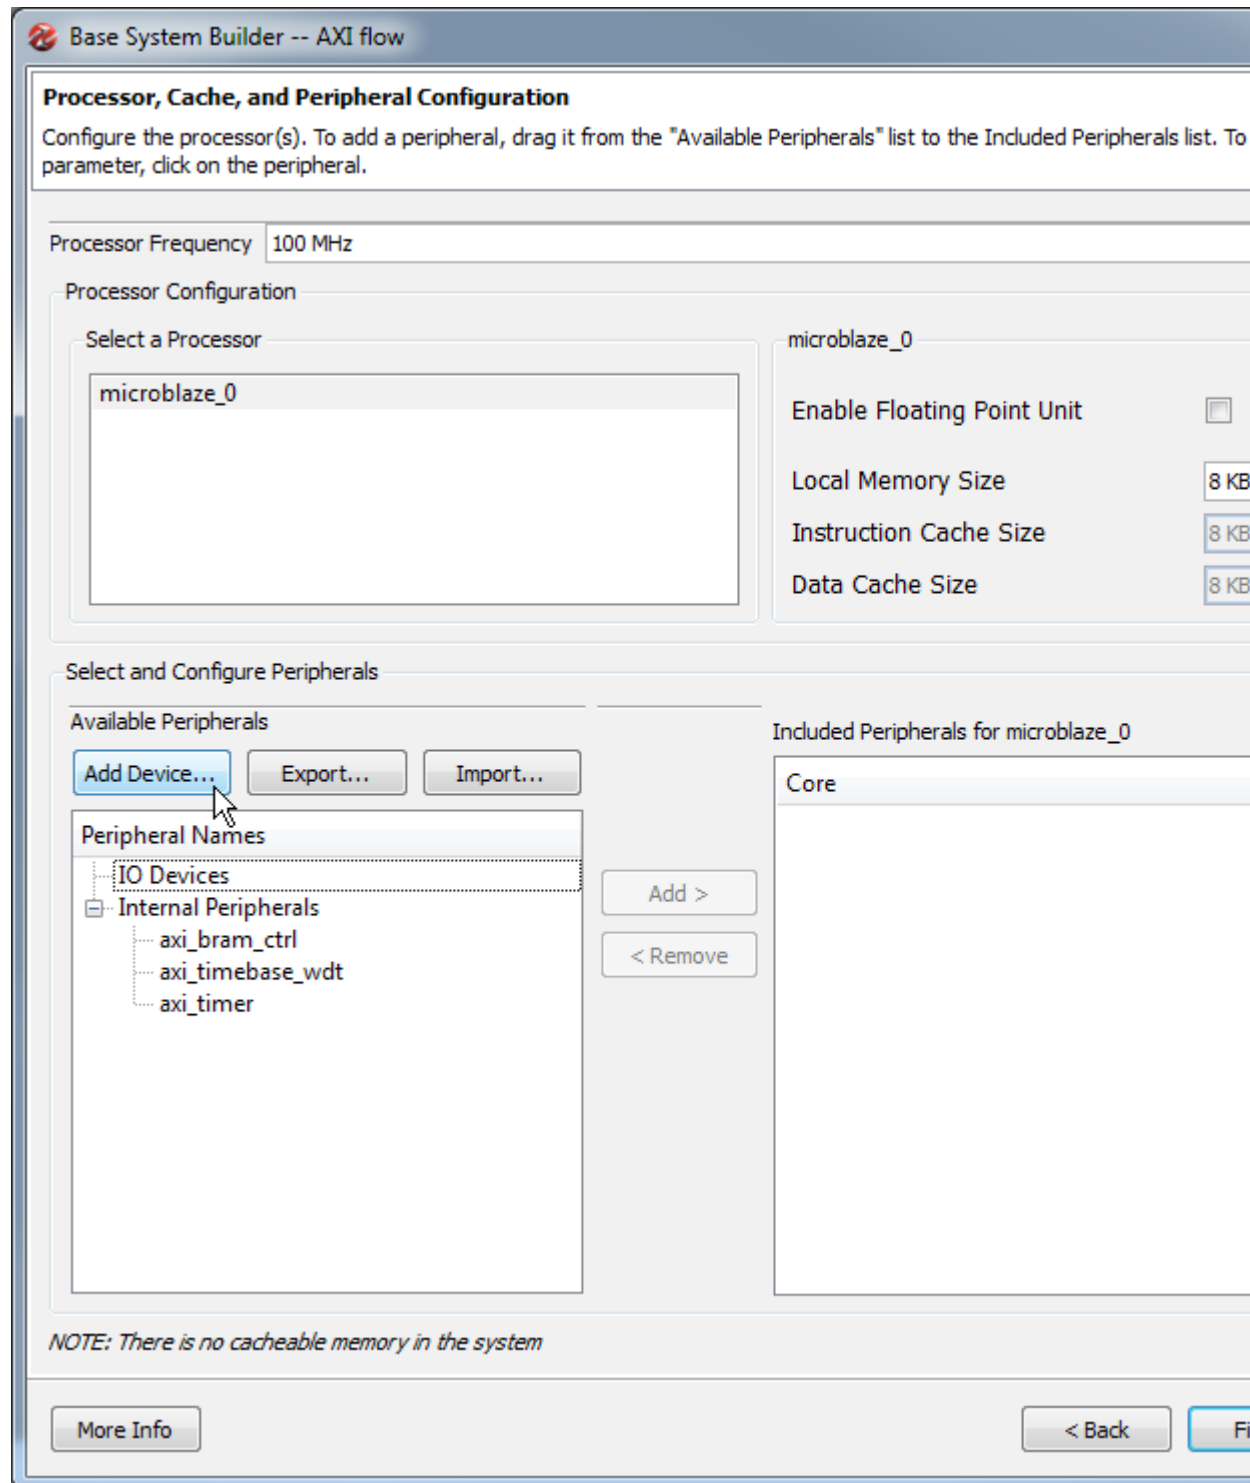 Base System Builder -- AXI flow
Processor, Cache, and Peripheral Configuration
Configure the processor(s). To add a peripheral, drag it from the "Available Peripherals" list to the Included Peripherals list. To
parameter, click on the peripheral.
Processor Frequency 100 MHz
Processor Configuration
Select a Processor
microblaze_0
microblaze_0
Enable Floating Point Unit
Local Memory Size 8 KB
Instruction Cache Size 8 KB
Data Cache Size 8 KB
Select and Configure Peripherals
Available Peripherals
Add Device... Export... Import...
Peripheral Names
IO Devices
Internal Peripherals
axi_bram_ctrl
axi_timebase_wdt
axi_timer
Add >
< Remove
Included Peripherals for microblaze_0
Core
NOTE: There is no cacheable memory in the system
More Info < Back Fi